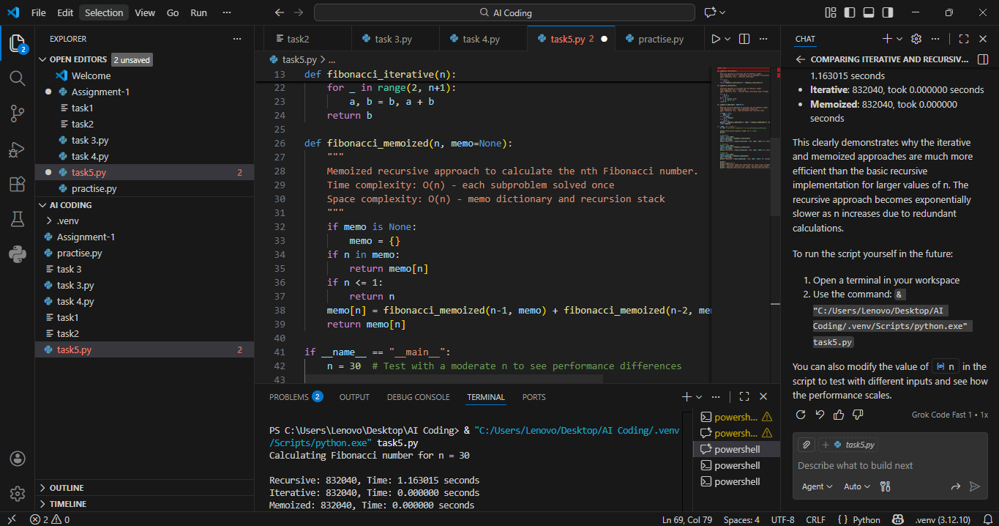 File Edit Selection View Go Run ··· AI Coding
EXPLORER ···
OPEN EDITORS 2 unsaved
Welcome
Assignment-1
task1
task2
task 3.py
task 4.py
task5.py 2
practise.py
AI CODING
.venv
Assignment-1
practise.py
task 3
task 3.py
task 4.py
task1
task2
task5.py 2
OUTLINE
TIMELINE
task2 task 3.py task 4.py task5.py 2 practise.py
task5.py > ...
13 def fibonacci_iterative(n):
22 for _ in range(2, n+1):
23 a, b = b, a + b
24 return b
25
26 def fibonacci_memoized(n, memo=None):
27 """
28 Memoized recursive approach to calculate the nth Fibonacci number.
29 Time complexity: O(n) - each subproblem solved once
30 Space complexity: O(n) - memo dictionary and recursion stack
31 """
32 if memo is None:
33 memo = {}
34 if n in memo:
35 return memo[n]
36 if n <= 1:
37 return n
38 memo[n] = fibonacci_memoized(n-1, memo) + fibonacci_memoized(n-2, me
39 return memo[n]
40
41 if __name__ == "__main__":
42 n = 30 # Test with a moderate n to see performance differences
43
PROBLEMS 2 OUTPUT DEBUG CONSOLE TERMINAL PORTS
PS C:\Users\Lenovo\Desktop\AI Coding> & "C:/Users/Lenovo/Desktop/AI Coding/.venv
/Scripts/python.exe" task5.py
Calculating Fibonacci number for n = 30
Recursive: 832040, Time: 1.163015 seconds
Iterative: 832040, Time: 0.000000 seconds
Memoized: 832040, Time: 0.000000 seconds
powersh...
powersh...
powershell
powershell
powershell
CHAT
COMPARING ITERATIVE AND RECURSIV...
1.163015 seconds
• Iterative: 832040, took 0.000000 seconds
• Memoized: 832040, took 0.000000
seconds
This clearly demonstrates why the iterative
and memoized approaches are much more
efficient than the basic recursive
implementation for larger values of n. The
recursive approach becomes exponentially
slower as n increases due to redundant
calculations.
To run the script yourself in the future:
1. Open a terminal in your workspace
2. Use the command: &
"C:/Users/Lenovo/Desktop/AI
Coding/.venv/Scripts/python.exe"
task5.py
You can also modify the value of n in the
script to test with different inputs and see how
the performance scales.
Grok Code Fast 1 • 1x
+ task5.py
Describe what to build next
Agent Auto
2 0 Ln 69, Col 79 Spaces: 4 UTF-8 CRLF { } Python .venv (3.12.10)